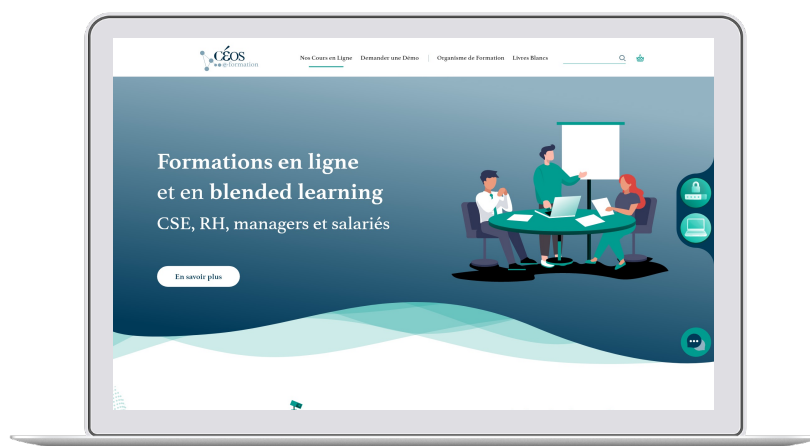 CÉOS
e-formation
Nos Cours en Ligne Demander une Démo Organisme de Formation Livres Blancs
Formations en ligne
et en blended learning
CSE, RH, managers et salariés
En savoir plus